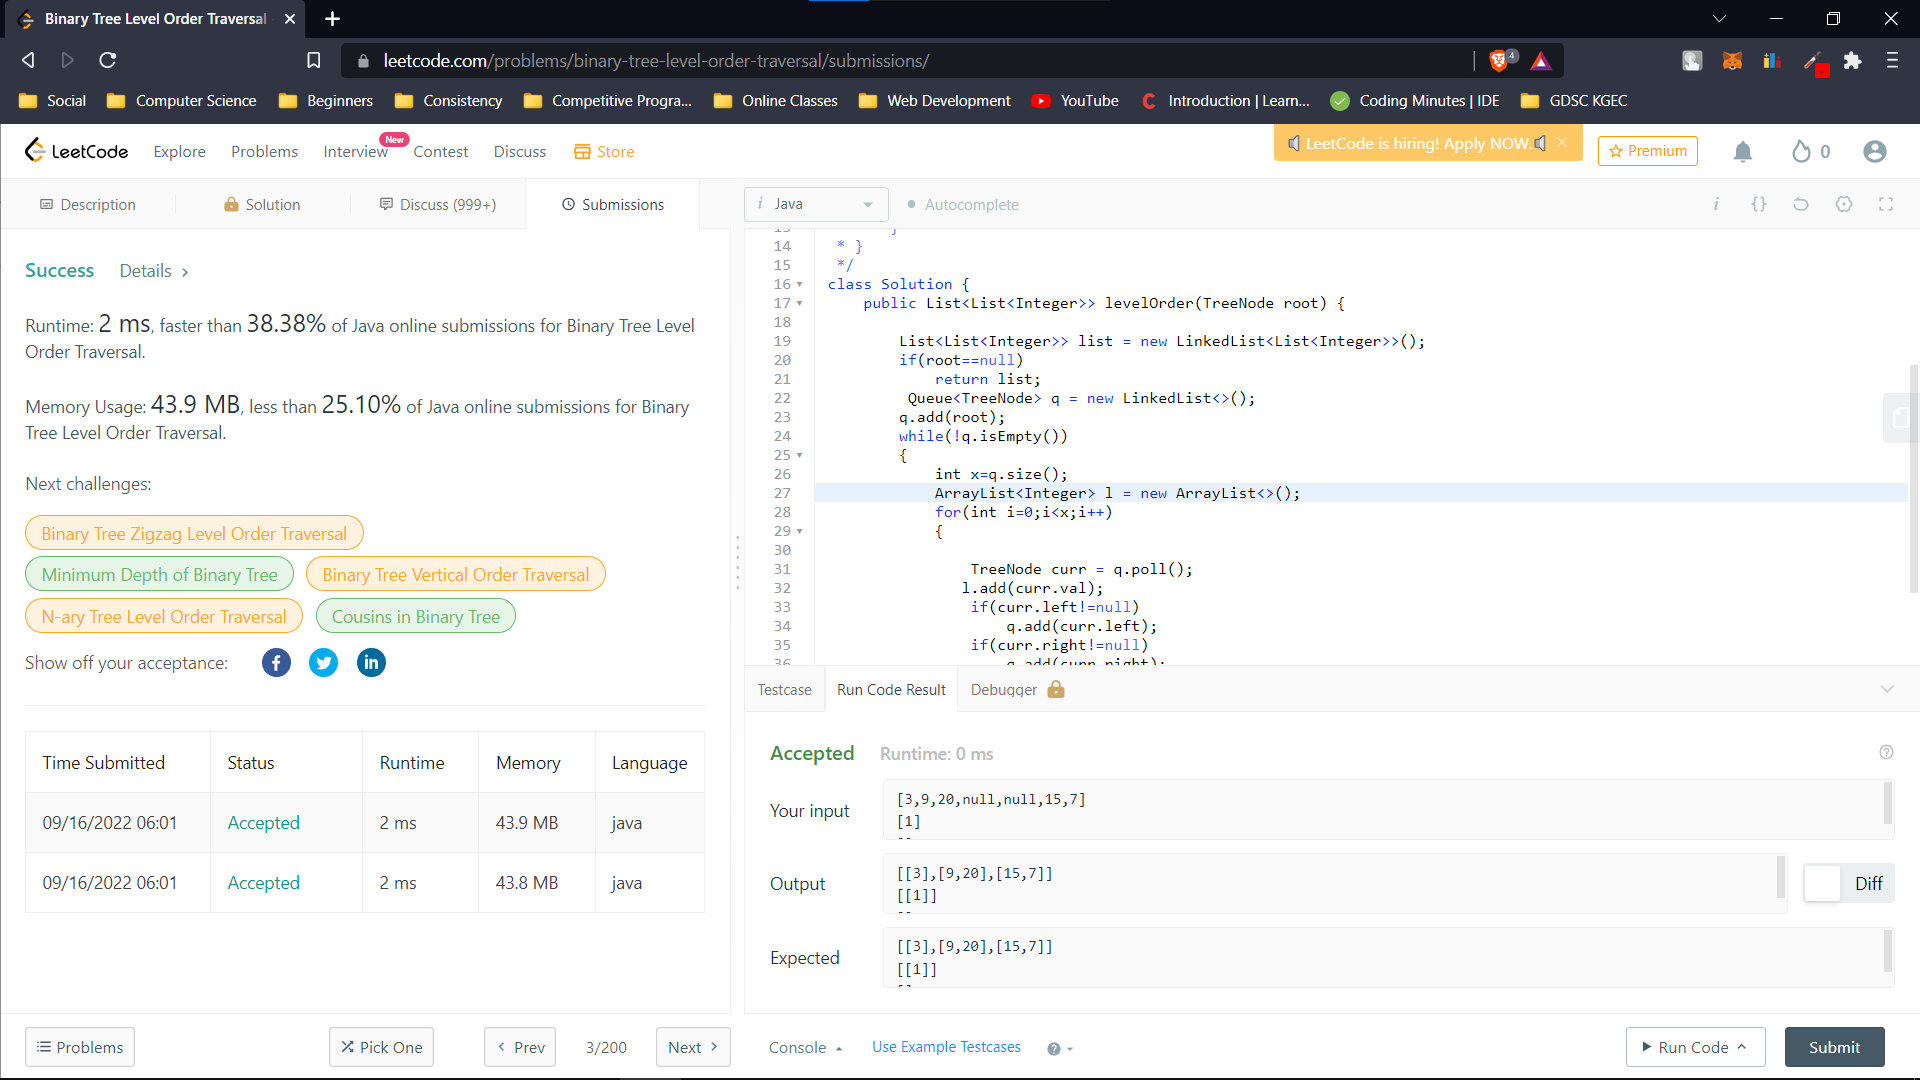 Binary Tree Level Order Traversal
leetcode.com/problems/binary-tree-level-order-traversal/submissions/
4
Social
Computer Science
Beginners
Consistency
Competitive Progra...
Online Classes
Web Development
YouTube
Introduction | Learn...
Coding Minutes | IDE
GDSC KGEC
LeetCode
Explore
Problems
Interview
New
Contest
Discuss
Store
LeetCode is hiring! Apply NOW.
Premium
0
Description
Solution
Discuss (999+)
Submissions
Success Details
Runtime: 2 ms, faster than 38.38% of Java online submissions for Binary Tree Level
Order Traversal.
Memory Usage: 43.9 MB, less than 25.10% of Java online submissions for Binary
Tree Level Order Traversal.
Next challenges:
Binary Tree Zigzag Level Order Traversal
Minimum Depth of Binary Tree
Binary Tree Vertical Order Traversal
N-ary Tree Level Order Traversal
Cousins in Binary Tree
Show off your acceptance:
Time Submitted Status Runtime Memory Language
09/16/2022 06:01 Accepted 2 ms 43.9 MB java
09/16/2022 06:01 Accepted 2 ms 43.8 MB java
Problems
Pick One
Prev
3/200
Next
i Java
Autocomplete
i {}
14 * }
15 */
16 class Solution {
17 public List<List<Integer>> levelOrder(TreeNode root) {
18
19 List<List<Integer>> list = new LinkedList<List<Integer>>();
20 if(root==null)
21 return list;
22 Queue<TreeNode> q = new LinkedList<>();
23 q.add(root);
24 while(!q.isEmpty())
25 {
26 int x=q.size();
27 ArrayList<Integer> l = new ArrayList<>();
28 for(int i=0;i<x;i++)
29 {
30
31 TreeNode curr = q.poll();
32 l.add(curr.val);
33 if(curr.left!=null)
34 q.add(curr.left);
35 if(curr.right!=null)
36 q.add(curr.right);
Testcase
Run Code Result
Debugger
Accepted Runtime: 0 ms
Your input
[3,9,20,null,null,15,7]
[1]
Output
[[3],[9,20],[15,7]]
[[1]]
Diff
Expected
[[3],[9,20],[15,7]]
[[1]]
Console
Use Example Testcases
Run Code
Submit